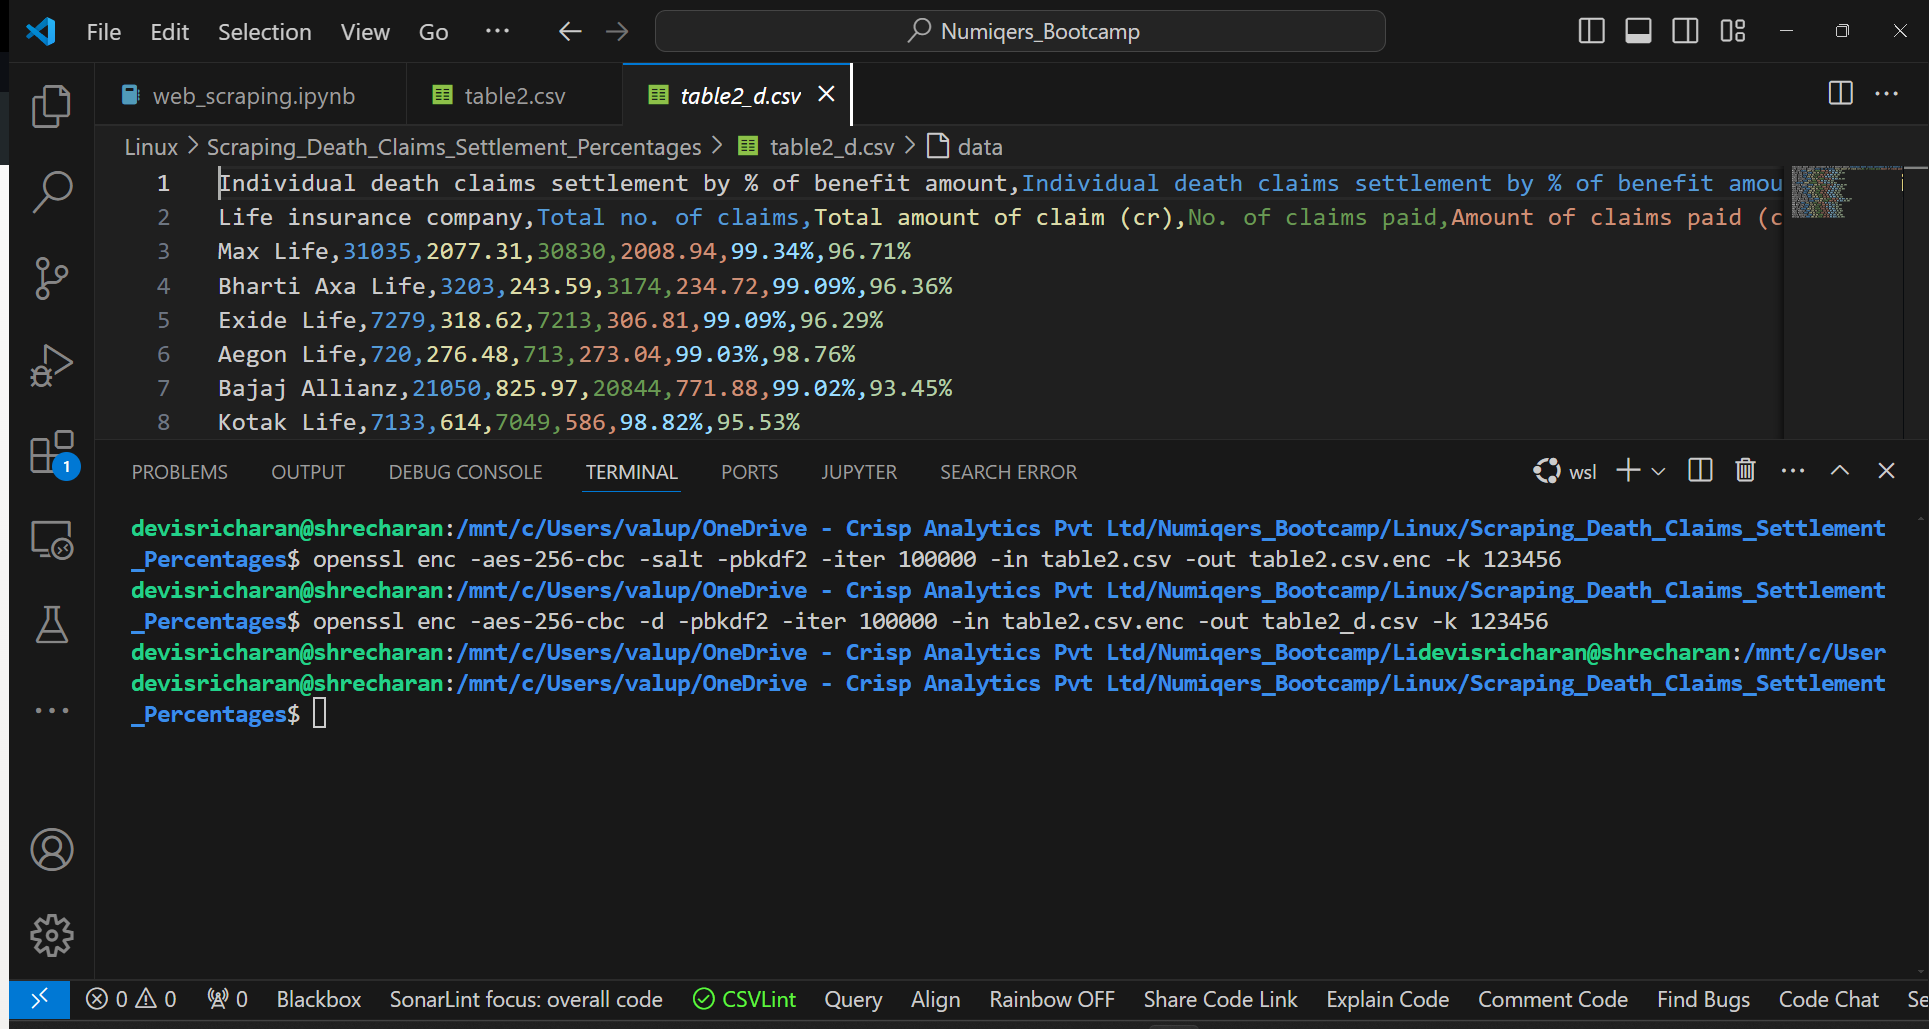 File Edit Selection View Go ··· Numiqers_Bootcamp
web_scraping.ipynb table2.csv table2_d.csv
Linux > Scraping_Death_Claims_Settlement_Percentages > table2_d.csv > data
1 Individual death claims settlement by % of benefit amount,Individual death claims settlement by % of benefit amou
2 Life insurance company,Total no. of claims,Total amount of claim (cr),No. of claims paid,Amount of claims paid (c
3 Max Life,31035,2077.31,30830,2008.94,99.34%,96.71%
4 Bharti Axa Life,3203,243.59,3174,234.72,99.09%,96.36%
5 Exide Life,7279,318.62,7213,306.81,99.09%,96.29%
6 Aegon Life,720,276.48,713,273.04,99.03%,98.76%
7 Bajaj Allianz,21050,825.97,20844,771.88,99.02%,93.45%
8 Kotak Life,7133,614,7049,586,98.82%,95.53%
1
PROBLEMS OUTPUT DEBUG CONSOLE TERMINAL PORTS JUPYTER SEARCH ERROR wsl
devisricharan@shrecharan:/mnt/c/Users/valup/OneDrive - Crisp Analytics Pvt Ltd/Numiqers_Bootcamp/Linux/Scraping_Death_Claims_Settlement
_Percentages$ openssl enc -aes-256-cbc -salt -pbkdf2 -iter 100000 -in table2.csv -out table2.csv.enc -k 123456
devisricharan@shrecharan:/mnt/c/Users/valup/OneDrive - Crisp Analytics Pvt Ltd/Numiqers_Bootcamp/Linux/Scraping_Death_Claims_Settlement
_Percentages$ openssl enc -aes-256-cbc -d -pbkdf2 -iter 100000 -in table2.csv.enc -out table2_d.csv -k 123456
devisricharan@shrecharan:/mnt/c/Users/valup/OneDrive - Crisp Analytics Pvt Ltd/Numiqers_Bootcamp/Lidevisricharan@shrecharan:/mnt/c/User
devisricharan@shrecharan:/mnt/c/Users/valup/OneDrive - Crisp Analytics Pvt Ltd/Numiqers_Bootcamp/Linux/Scraping_Death_Claims_Settlement
_Percentages$
0 0 0 Blackbox SonarLint focus: overall code CSVLint Query Align Rainbow OFF Share Code Link Explain Code Comment Code Find Bugs Code Chat Se